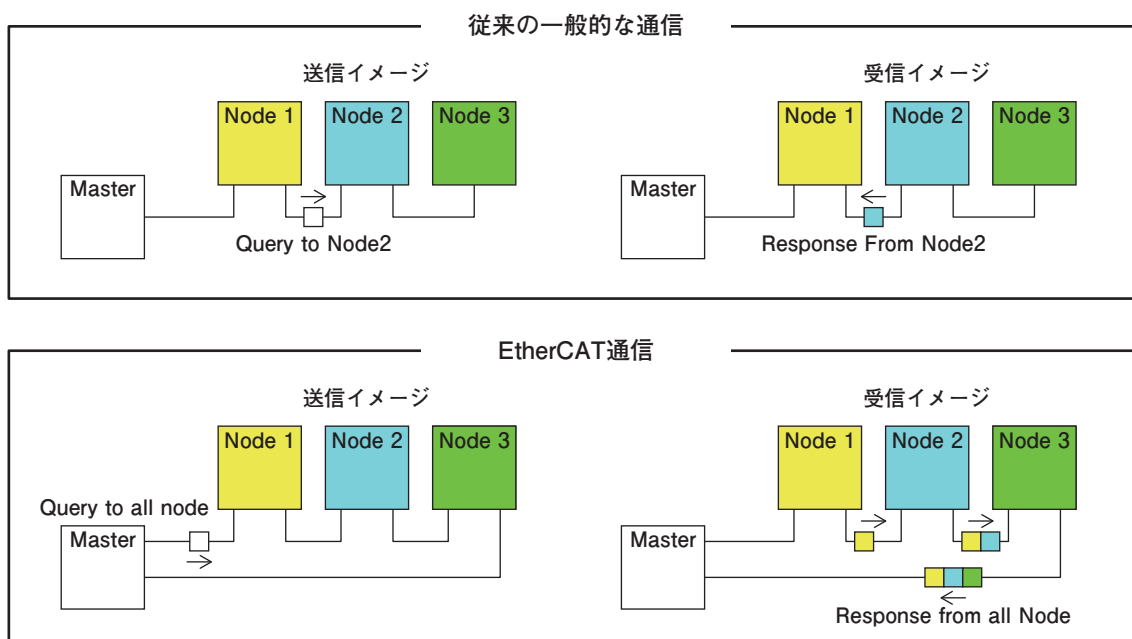 従来の一般的な通信
送信イメージ
受信イメージ
Node 1
Node 2
Node 3
Master
Query to Node2
Node 1
Node 2
Node 3
Master
Response From Node2
EtherCAT通信
送信イメージ
受信イメージ
Node 1
Node 2
Node 3
Query to all node
Master
Node 1
Node 2
Node 3
Master
Response from all Node